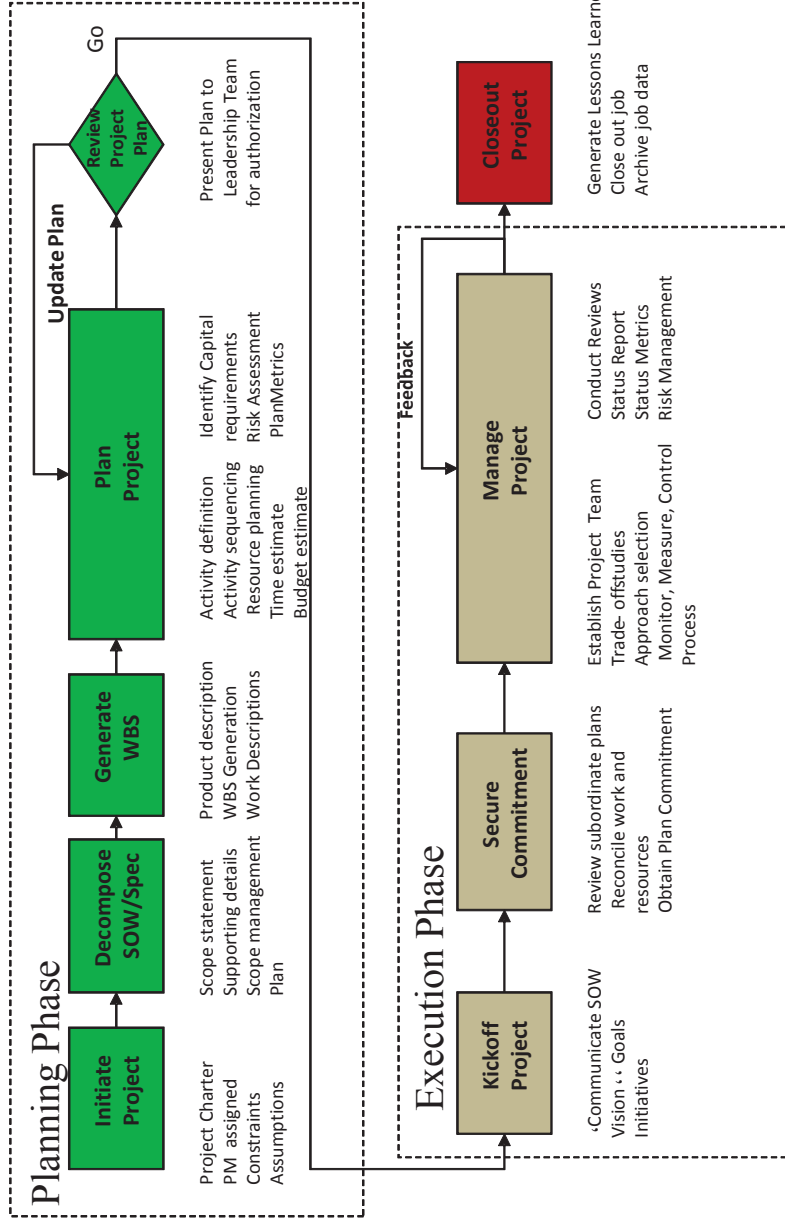 Planning Phase
Initiate
Project
Project Charter
PM assigned
Constraints
Assumptions
Decompose
SOW/Spec
Scope statement
Supporting details
Scope management
Plan
Generate
WBS
Product description
WBS Generation
Work Descriptions
Plan
Project
Activity definition
Activity sequencing
Resource planning
Time estimate
Budget estimate
Identify Capital
requirements
Risk Assessment
PlanMetrics
Update Plan
Review
Project
Plan
Go
Present Plan to
Leadership Team
for authorization
Execution Phase
Kickoff
Project
‘Communicate SOW
Vision ‘‘ Goals
Initiatives
Secure
Commitment
Review subordinate plans
Reconcile work and
resources
Obtain Plan Commitment
Manage
Project
Establish Project Team
Trade- offstudies
Approach selection
Monitor, Measure, Control
Process
Conduct Reviews
Status Report
Status Metrics
Risk Management
Feedback
Closeout
Project
Generate Lessons Learne
Close out job
Archive job data